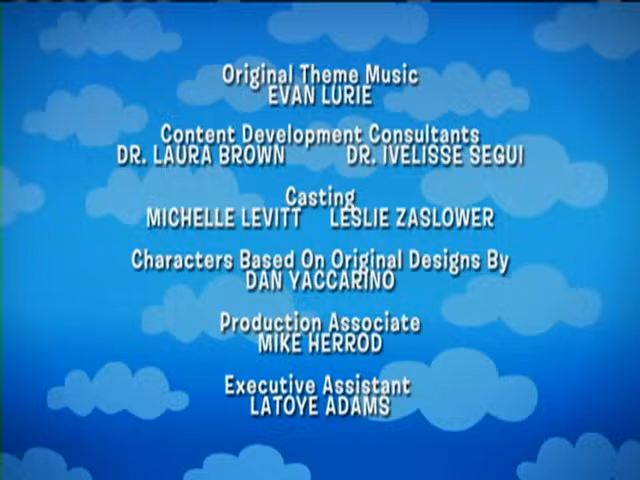 Original Theme Music
EVAN LURIE
Content Development Consultants
DR. LAURA BROWN DR. IVELISSE SEGUI
Casting
MICHELLE LEVITT LESLIE ZASLOWER
Characters Based On Original Designs By
DAN YACCARINO
Production Associate
MIKE HERROD
Executive Assistant
LATOYE ADAMS